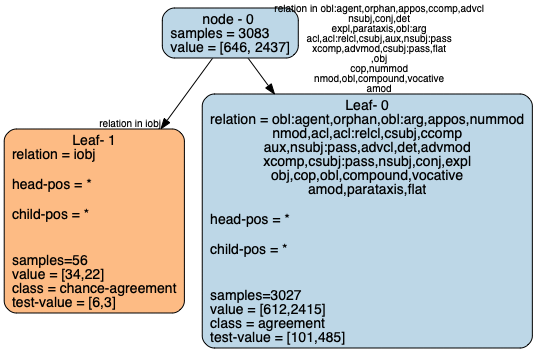 node - 0
samples = 3083
value = [646, 2437]
relation in obl:agent,orphan,appos,ccomp,advcl
nsubj,conj,det
expl,parataxis,obl:arg
acl,acl:relcl,csubj,aux,nsubj:pass
xcomp,advmod,csubj:pass,flat
,obj
cop,nummod
nmod,obl,compound,vocative
amod
relation in iobj
Leaf- 1
relation = iobj
head-pos = *
child-pos = *
samples=56
value = [34,22]
class = chance-agreement
test-value = [6,3]
Leaf- 0
relation = obl:agent,orphan,obl:arg,appos,nummod
nmod,acl,acl:relcl,csubj,ccomp
aux,nsubj:pass,advcl,det,advmod
xcomp,csubj:pass,nsubj,conj,expl
obj,cop,obl,compound,vocative
amod,parataxis,flat
head-pos = *
child-pos = *
samples=3027
value = [612,2415]
class = agreement
test-value = [101,485]